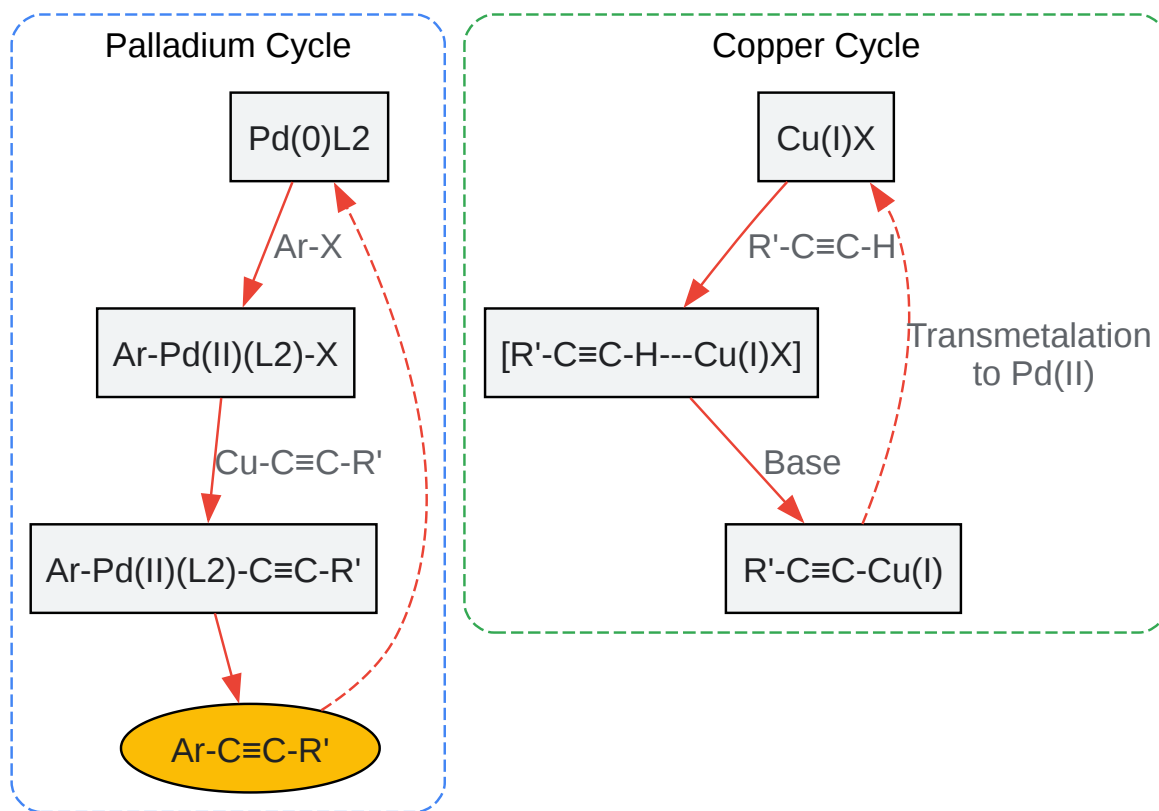 Palladium Cycle
Pd(0)L2
Ar-X
Ar-Pd(II)(L2)-X
Cu-C≡C-R'
Ar-Pd(II)(L2)-C≡C-R'
Ar-C≡C-R'
Copper Cycle
Cu(I)X
R'-C≡C-H
[R'-C≡C-H---Cu(I)X]
Transmetalation
to Pd(II)
Base
R'-C≡C-Cu(I)